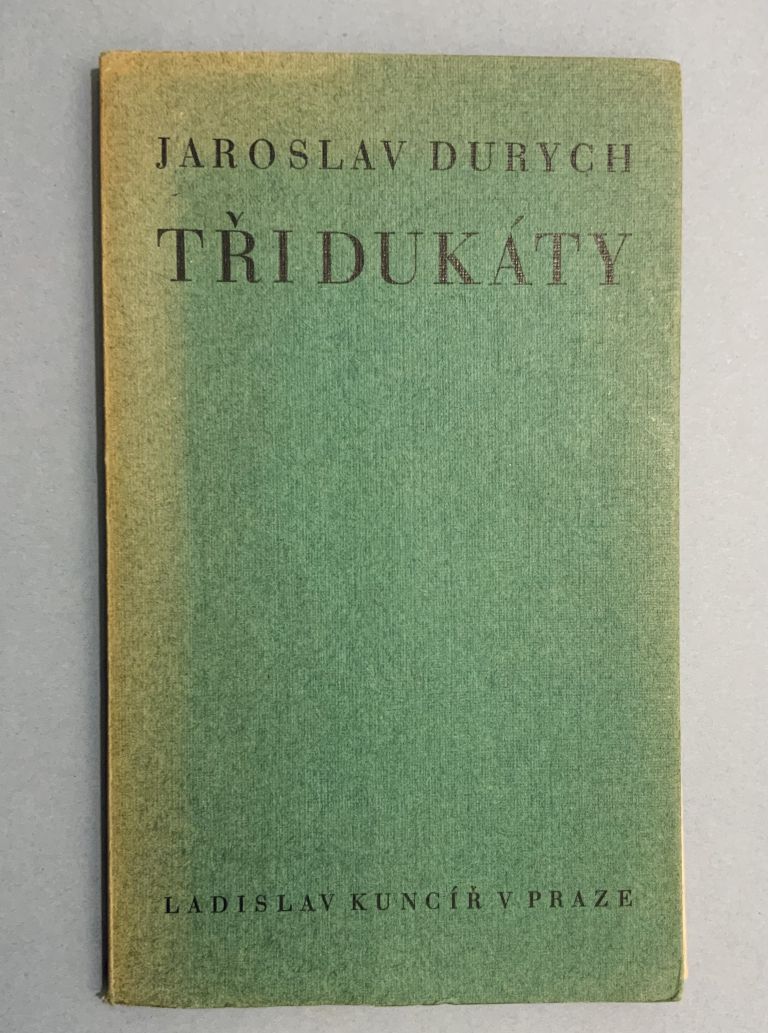 JAROSLAV DURYCH
TŘI DUKÁTY
LADISLAV KUNCÍŘ V PRAZE